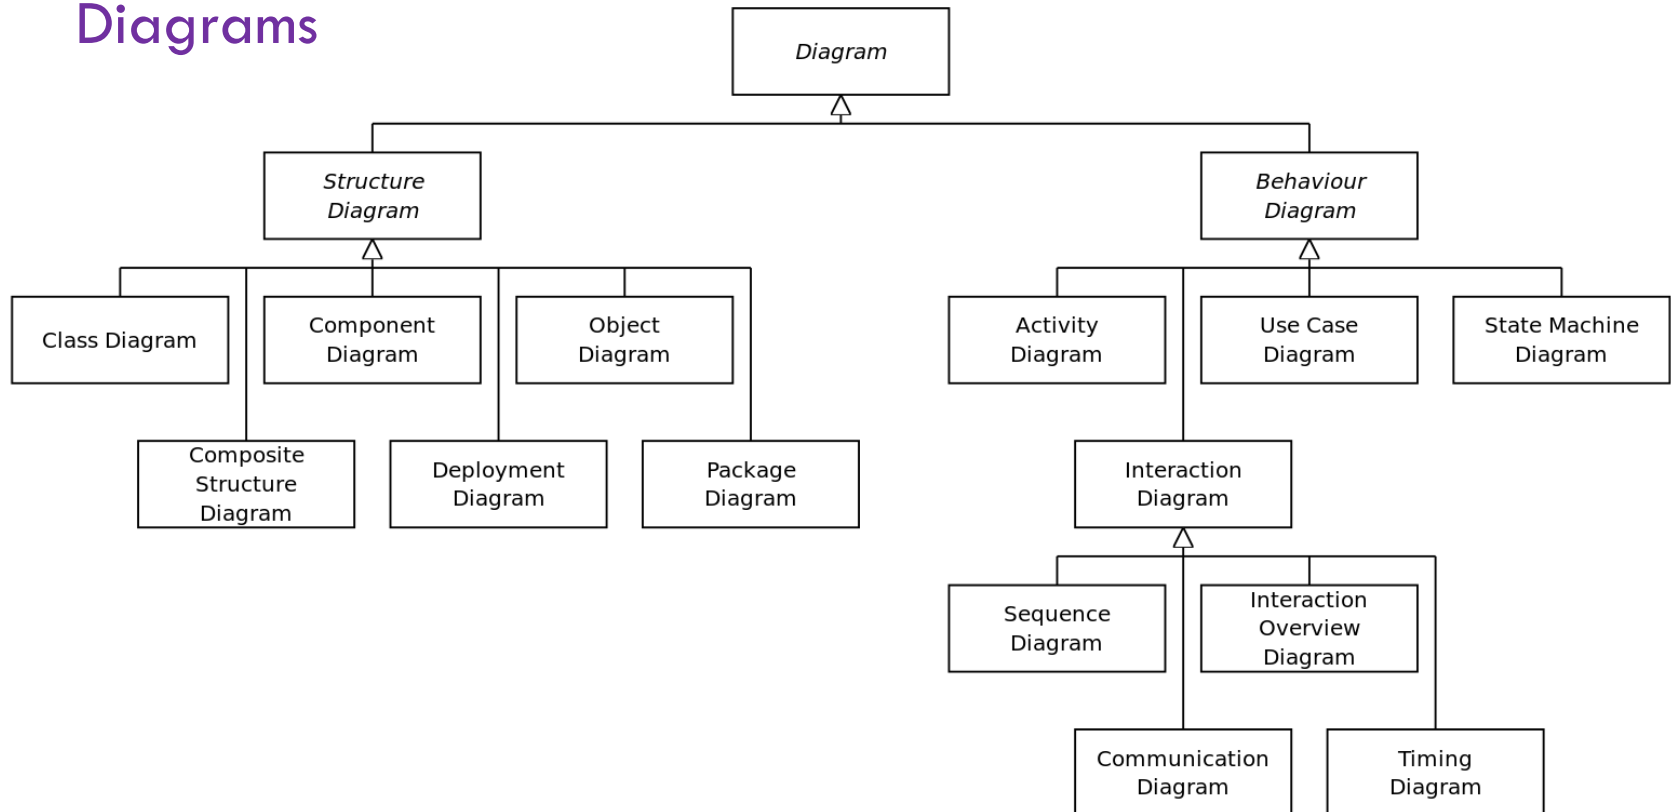 Diagrams
Diagram
Structure
Diagram
Behaviour
Diagram
Class Diagram
Component
Diagram
Object
Diagram
Activity
Diagram
Use Case
Diagram
State Machine
Diagram
Composite
Structure
Diagram
Deployment
Diagram
Package
Diagram
Interaction
Diagram
Sequence
Diagram
Interaction
Overview
Diagram
Communication
Diagram
Timing
Diagram